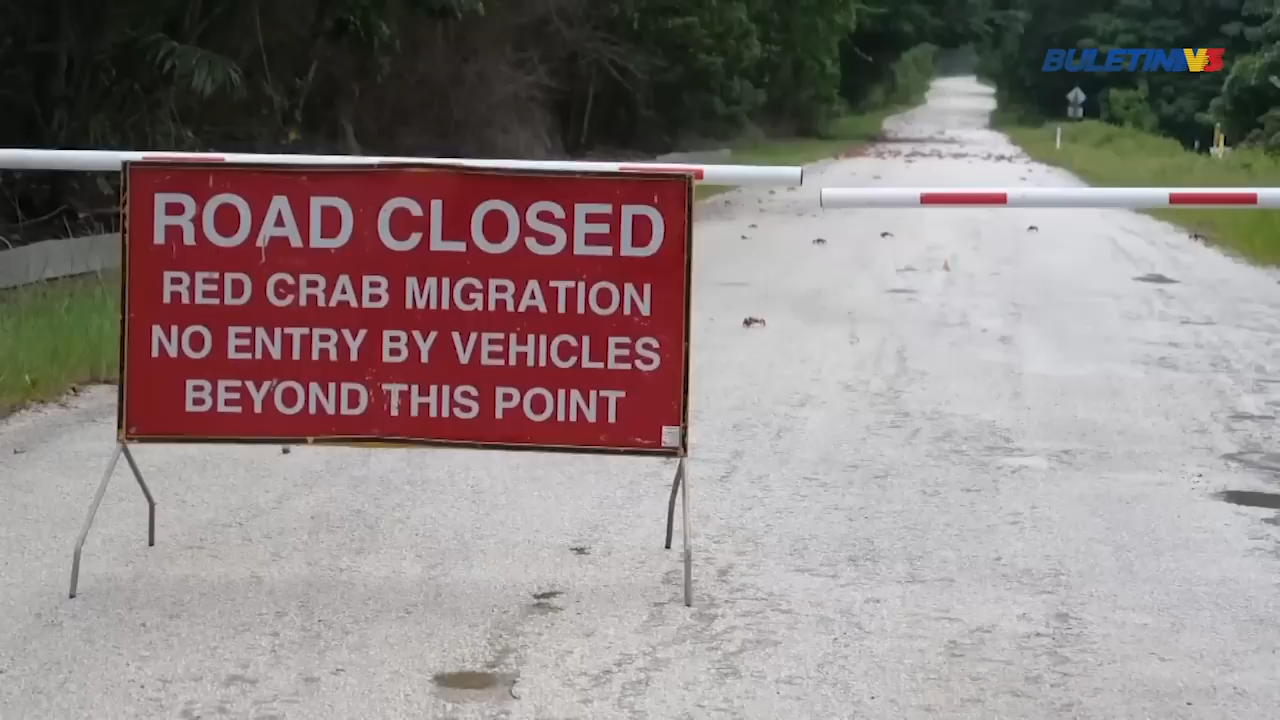 BULETINTV3
ROAD CLOSED
RED CRAB MIGRATION
NO ENTRY BY VEHICLES
BEYOND THIS POINT